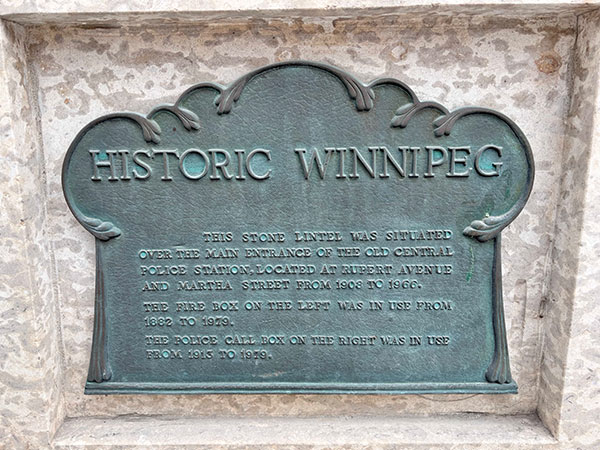 HISTORIC WINNIPEG
THIS STONE LINTEL WAS SITUATED
OVER THE MAIN ENTRANCE OF THE OLD CENTRAL
POLICE STATION: LOCATED AT RUPERT AVENUE
AND MARTHA STREET FROM 1908 TO 1966.
THE FIRE BOX ON THE LEFT WAS IN USE FROM
1882 TO 1979.
THE POLICE CALL BOX ON THE RIGHT WAS IN USE
FROM 1913 TO 1979.